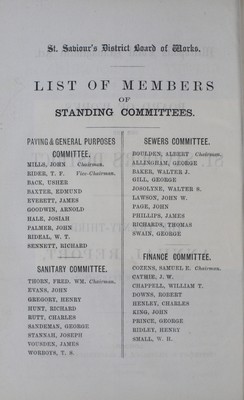 St. Saviour's District Board of Works.
LIST OF MEMBERS
OF
STANDING COMMITTEES.
PAVING & GENERAL PURPOSES
COMMITTEE.
MILLS, JOHN Chairman.
RIDER, T. F. Vice-Chairman.
BACK, USHER
BAXTER, EDMUND
EVERETT, JAMES
GOODWIN, ARNOLD
HALE, JOSIAH
PALMER, JOHN
RIDEAL, W. T.
SENNETT, RICHARD
SANITARY COMMITTEE.
THORN, FRED. WM. Chairman.
EVANS, JOHN
GREGORY, HENRY
HUNT, RICHARD
RUTT, CHARLES
SANDEMAN, GEORGE
STANNAH, JOSEPH
VOUSDEN, JAMES
WORBOYS, T. S.
SEWERS COMMITTEE.
BOULDEN, ALBERT Chairman.
ALLINGHAM, GEORGE
BAKER, WALTER J.
GILL, GEORGE
JOSOLYNE, WALTER S.
LAWSON, JOHN W.
PAGE, JOHN
PHILLIPS, JAMES
RICHARDS, THOMAS
SWAIN, GEORGE
FINANCE COMMITTEE.
COZENS, SAMUEL E. Chairman.
CATHIE, J. W.
CHAPPELL, WILLIAM T.
DOWNS, ROBERT
HENLEY, CHARLES
KING, JOHN
PRINCE, GEORGE
RIDLEY, HENRY
SMALL, W. H.